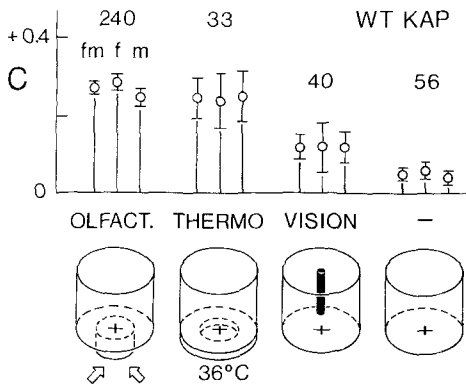 +0.4 240 33 WT KAP
fm f m
C 40 56
0
OLFACT. THERMO VISION –
+ + + +
36°C